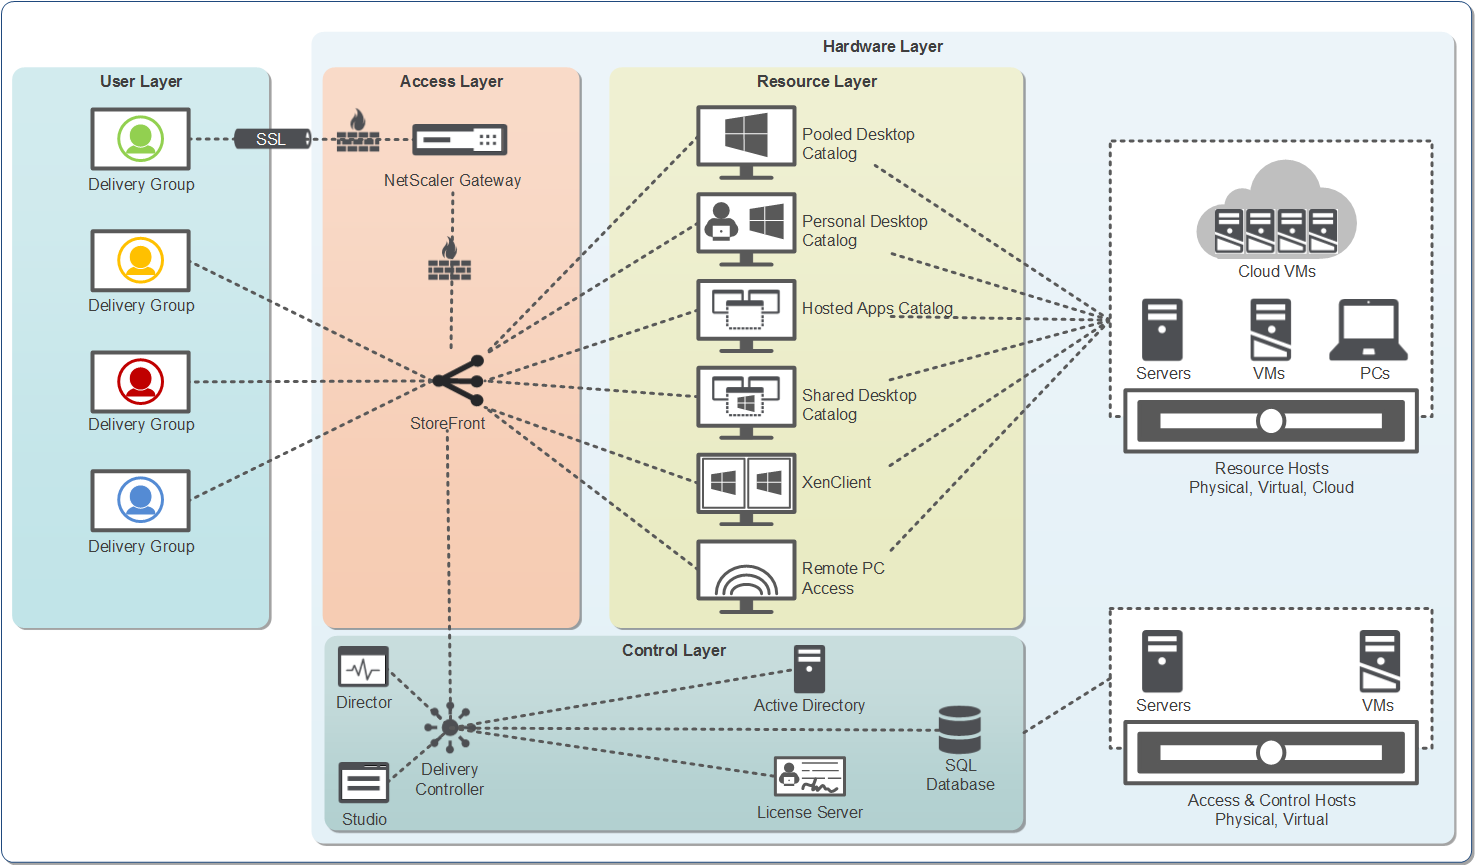 Hardware Layer
User Layer
Delivery Group
Delivery Group
Delivery Group
Delivery Group
SSL
Access Layer
NetScaler Gateway
StoreFront
Resource Layer
Pooled Desktop
Catalog
Personal Desktop
Catalog
Hosted Apps Catalog
Shared Desktop
Catalog
XenClient
Remote PC
Access
Cloud VMs
Servers
VMs
PCs
Resource Hosts
Physical, Virtual, Cloud
Control Layer
Director
Studio
Delivery
Controller
Active Directory
SQL
Database
License Server
Servers
VMs
Access & Control Hosts
Physical, Virtual